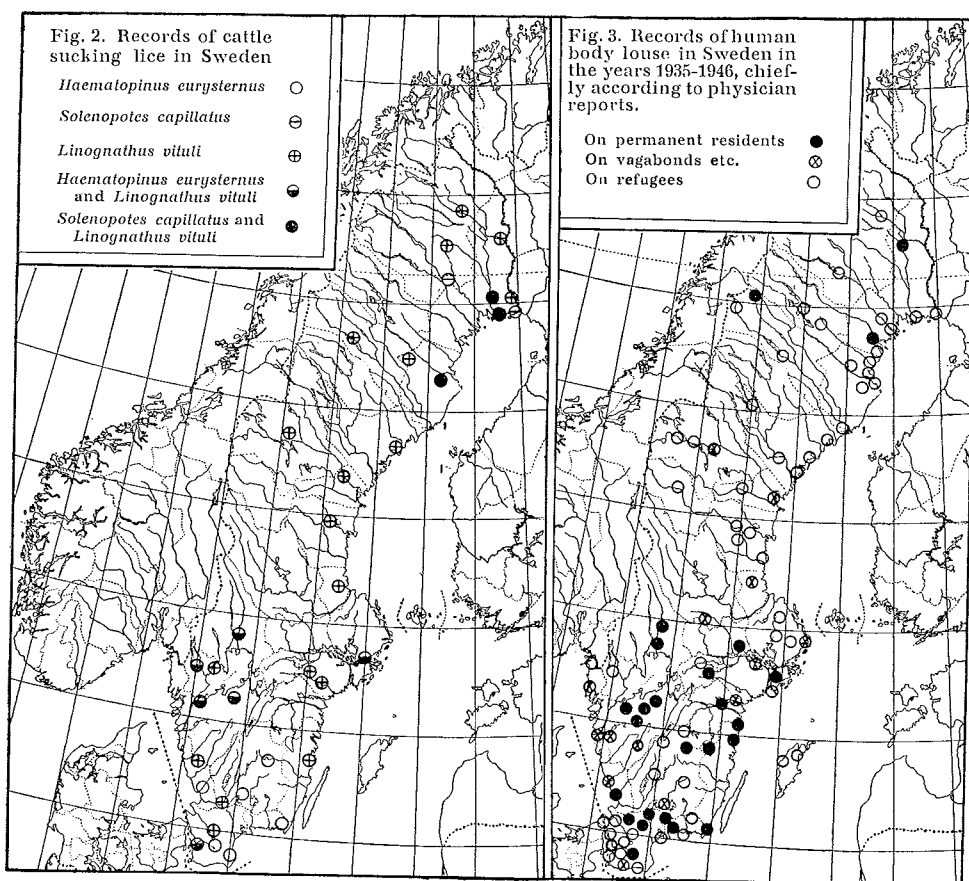 Fig. 2. Records of cattle
sucking lice in Sweden
Haematopinus eurysternus
Solenopotes capillatus
Linognathus vituli
Haematopinus eurysternus
and Linognathus vituli
Solenopotes capillatus and
Linognathus vituli
Fig. 3. Records of human
body louse in Sweden in
the years 1935-1946, chief-
ly according to physician
reports.
On permanent residents
On vagabonds etc.
On refugees